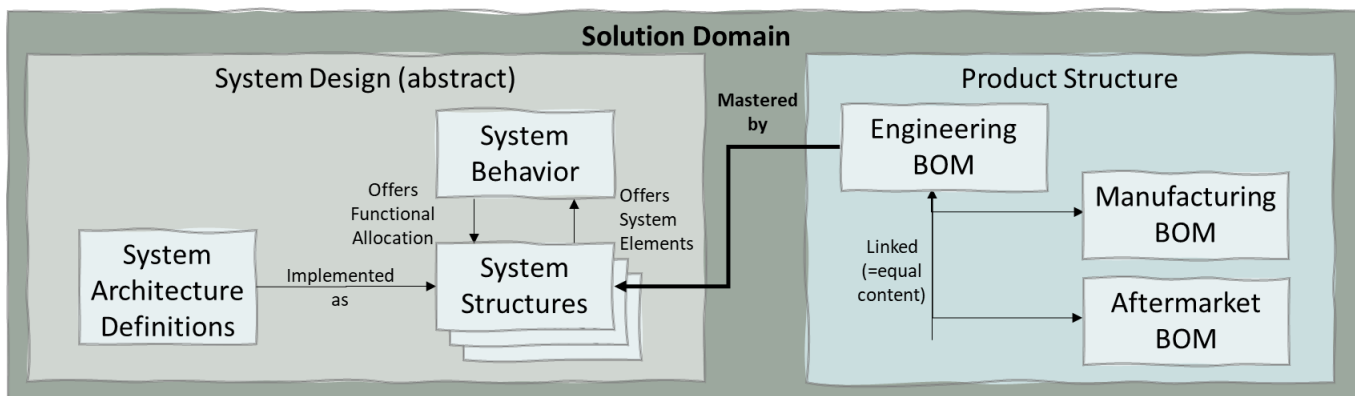 Solution Domain
System Design (abstract)
System
Behavior
Offers
Functional
Allocation
Offers
System
Elements
System
Architecture
Definitions
Implemented
as
System
Structures
Mastered
by
Product Structure
Engineering
BOM
Linked
(=equal
content)
Manufacturing
BOM
Aftermarket
BOM